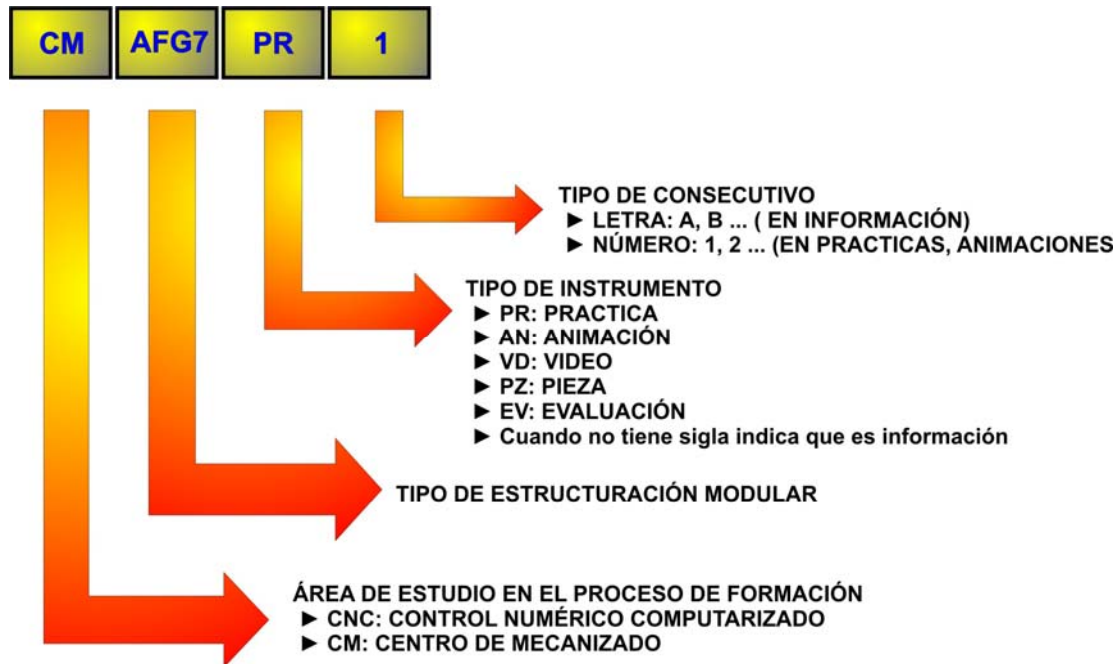 CM AFG7 PR 1
TIPO DE CONSECUTIVO
► LETRA: A, B ... ( EN INFORMACIÓN)
► NÚMERO: 1, 2 ... (EN PRACTICAS, ANIMACIONES
TIPO DE INSTRUMENTO
► PR: PRACTICA
► AN: ANIMACIÓN
► VD: VIDEO
► PZ: PIEZA
► EV: EVALUACIÓN
► Cuando no tiene sigla indica que es información
TIPO DE ESTRUCTURACIÓN MODULAR
ÁREA DE ESTUDIO EN EL PROCESO DE FORMACIÓN
► CNC: CONTROL NUMÉRICO COMPUTARIZADO
► CM: CENTRO DE MECANIZADO